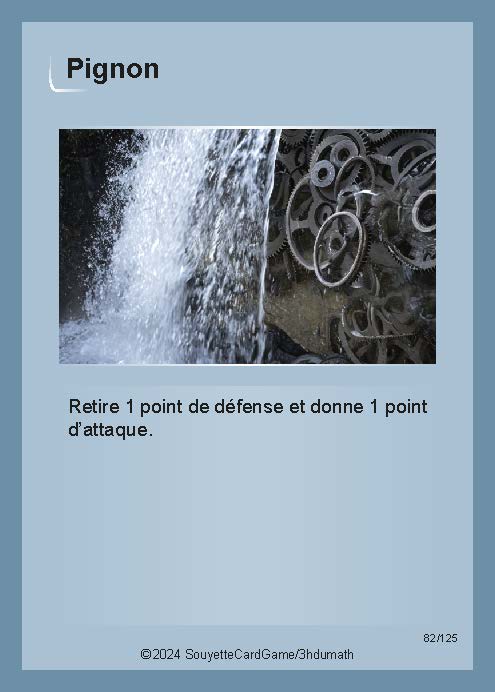 Pignon
Retire 1 point de défense et donne 1 point
d'attaque.
82/125
©2024 SouyetteCardGame/3hdumath